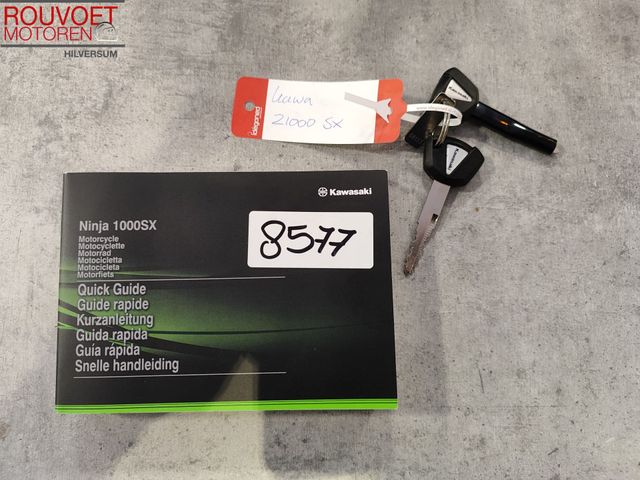 ROUVOET
MOTOREN
HILVERSUM
Kawa
Z1000 SX
Kawasaki
Ninja 1000SX
8577
Motorcycle
Motocyclette
Motorrad
Motocicletta
Motocicleta
Motorfiets
Quick Guide
Guide rapide
Kurzanleitung
Guida rapida
Guía rápida
Snelle handleiding